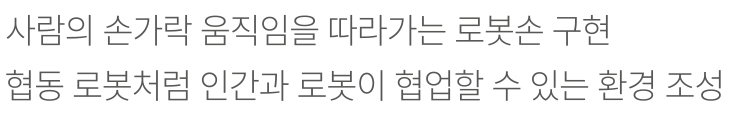 사람의 손가락 움직임을 따라가는 로봇손 구현
협동 로봇처럼 인간과 로봇이 협업할 수 있는 환경 조성